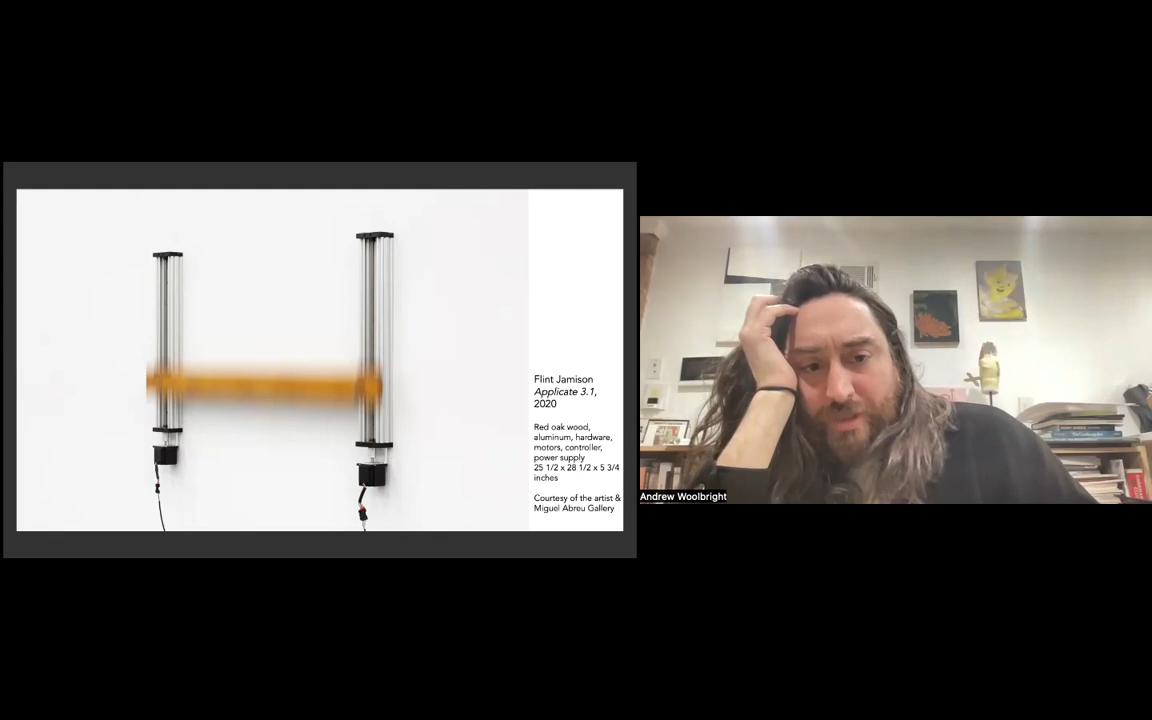 Flint Jamison
Applicate 3.1,
2020
Red oak wood,
aluminum, hardware,
motors, controller,
power supply
25 1/2 x 28 1/2 x 5 3/4
inches
Courtesy of the artist &
Miguel Abreu Gallery
Andrew Woolbright